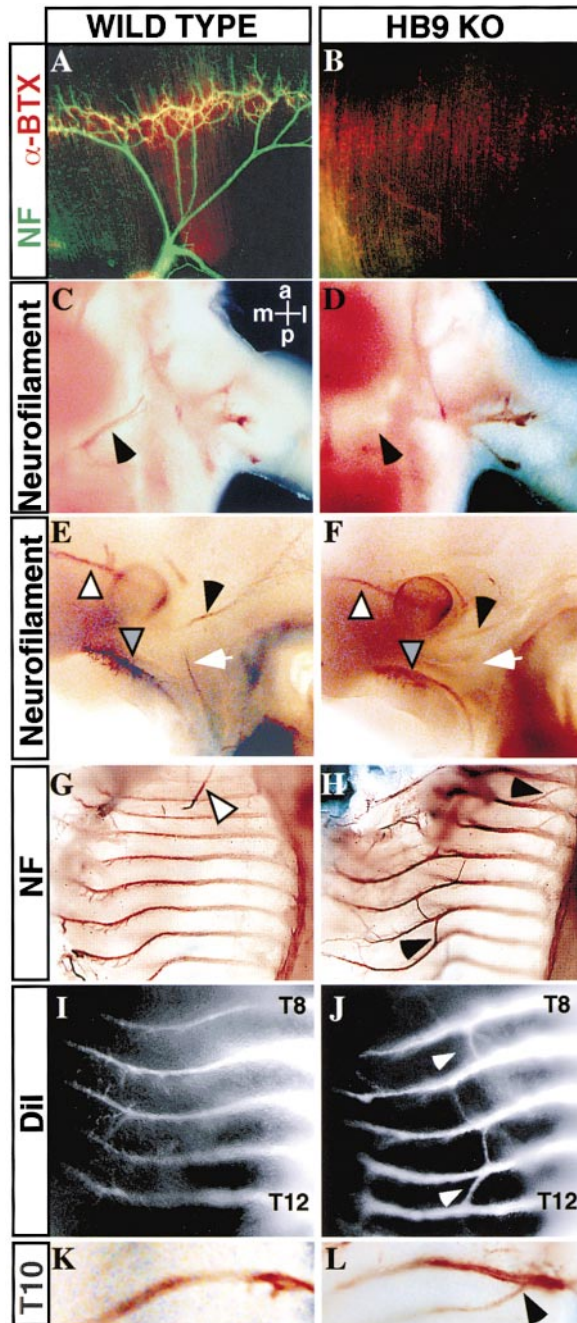 WILD TYPE
HB9 KO
NF α-BTX
A
B
Neurofilament
C
a
m l
p
D
Neurofilament
E
F
NF
G
H
DiI
I
T8
T12
J
T8
T12
T10
K
L